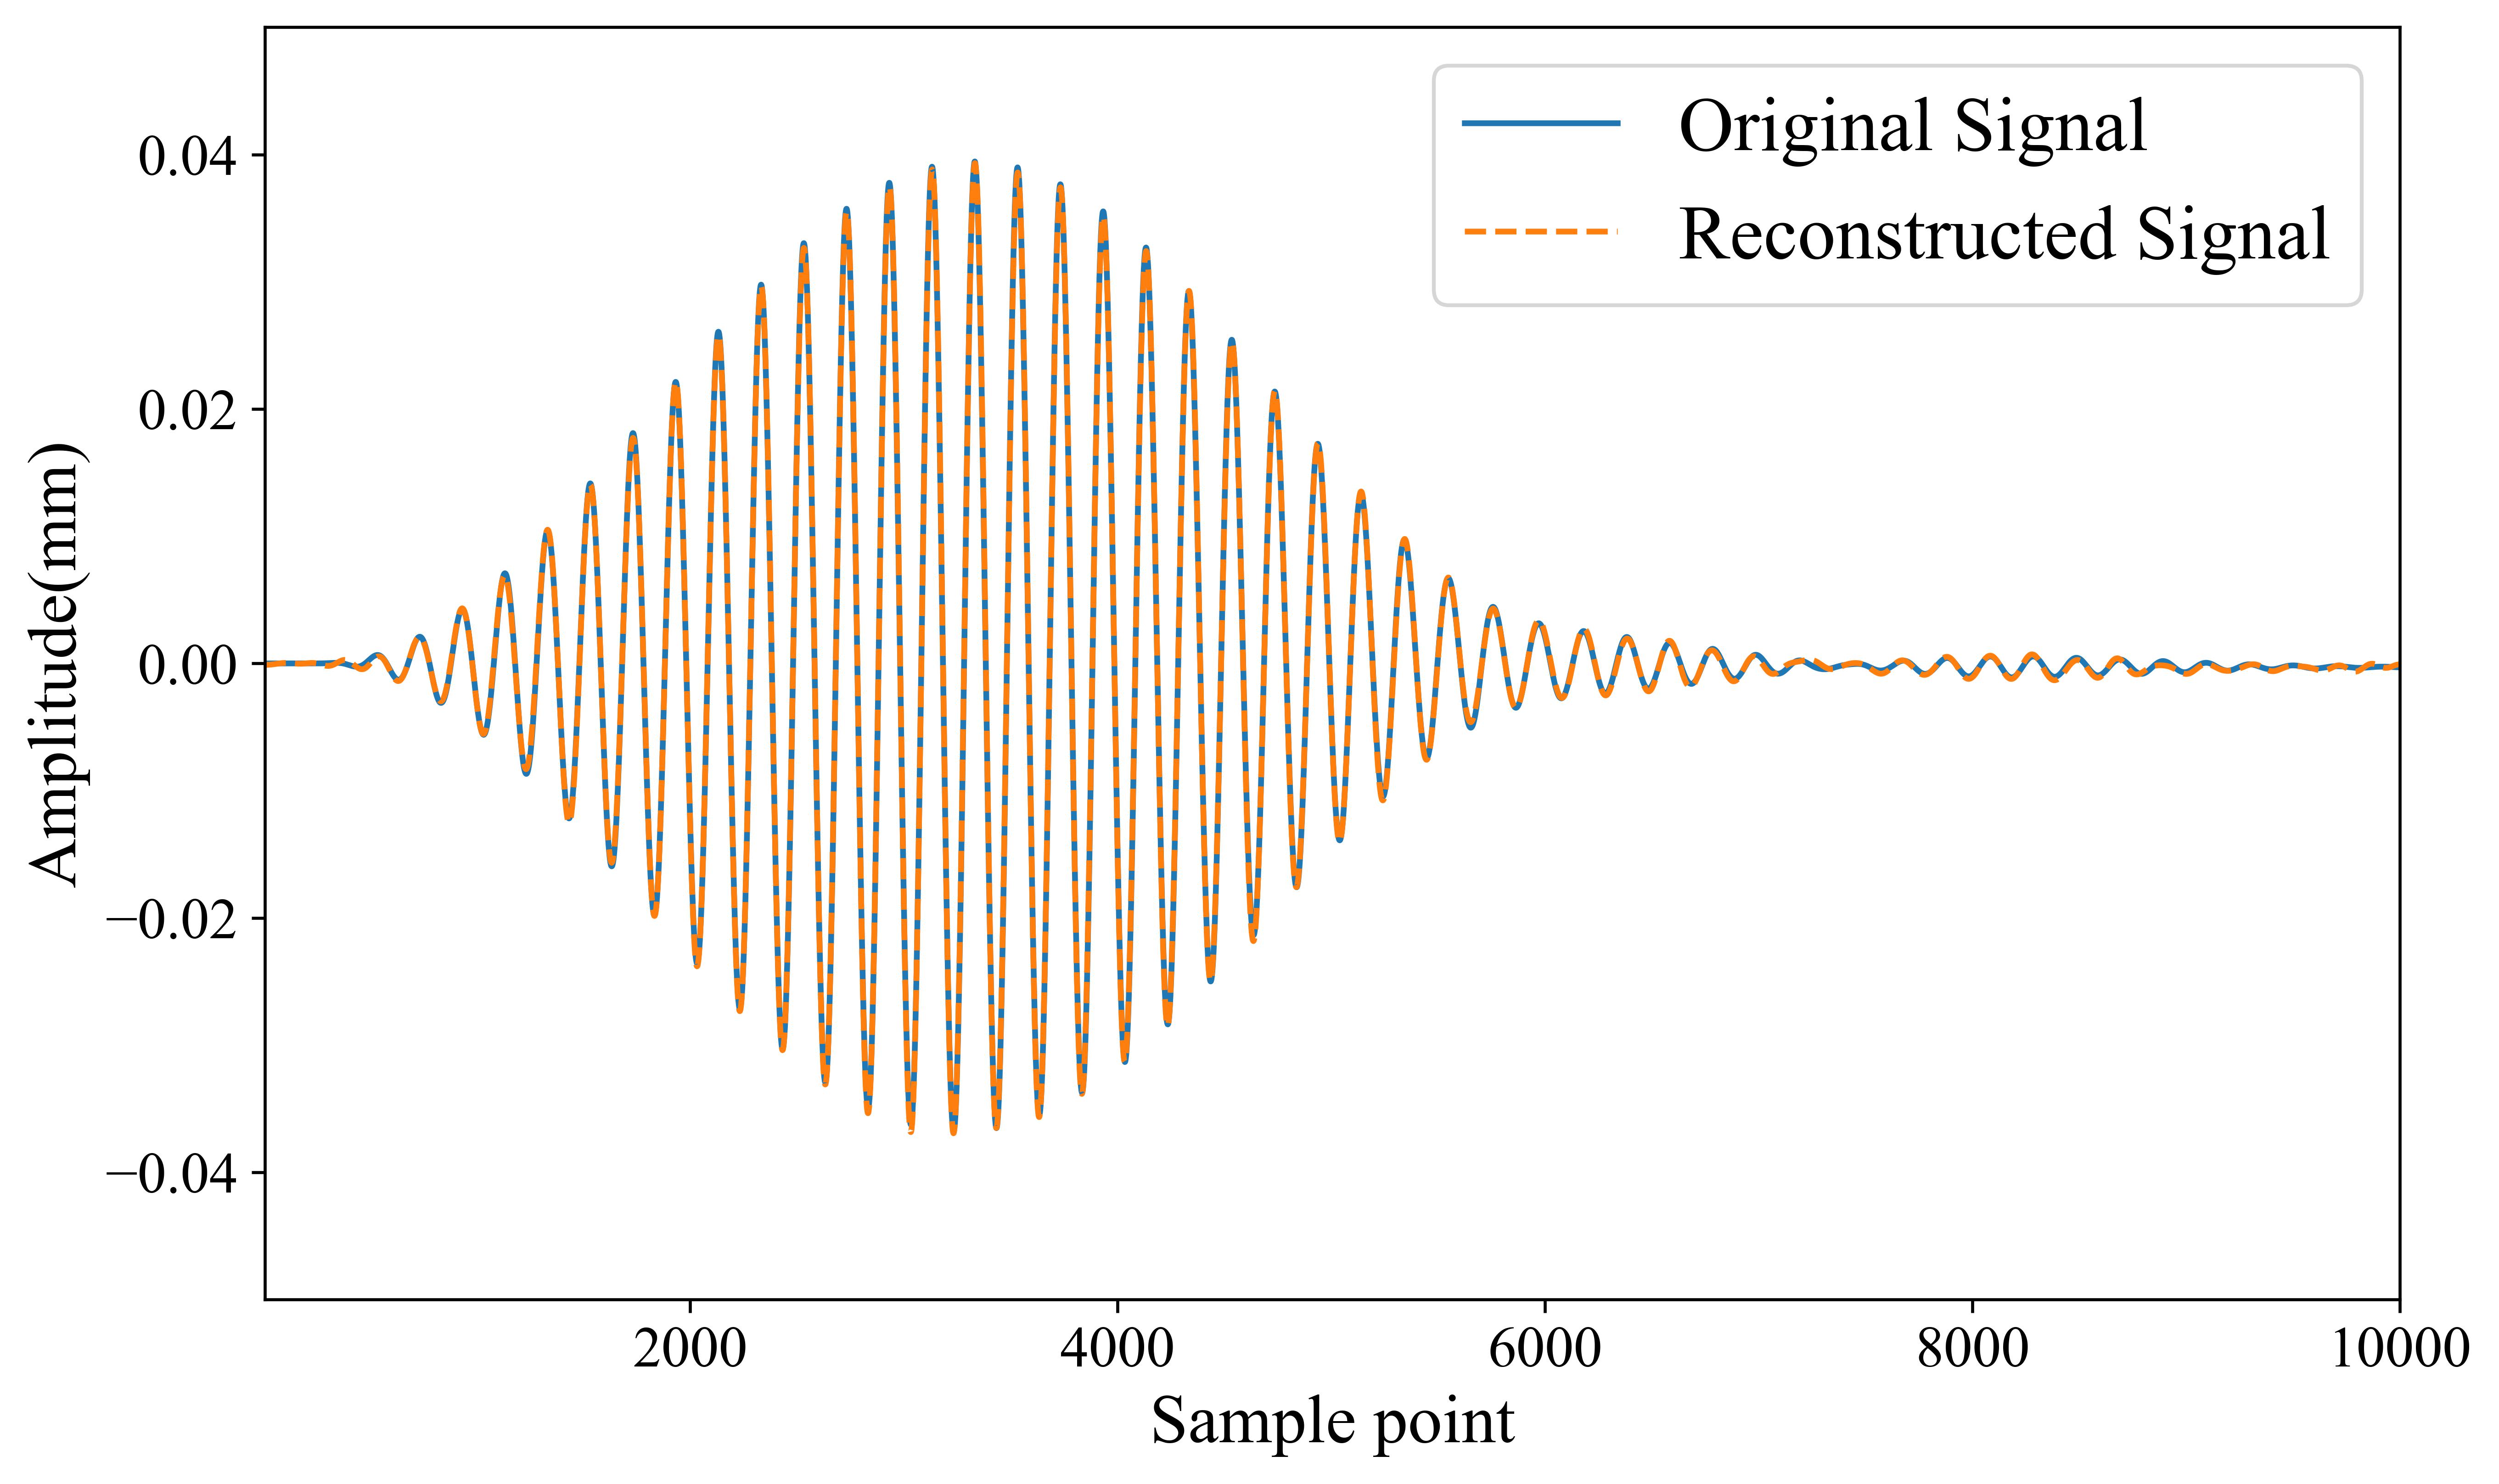 Original Signal
Reconstructed Signal
Amplitude(mm)
0.04
0.02
0.00
−0.02
−0.04
2000 4000 6000 8000 10000
Sample point